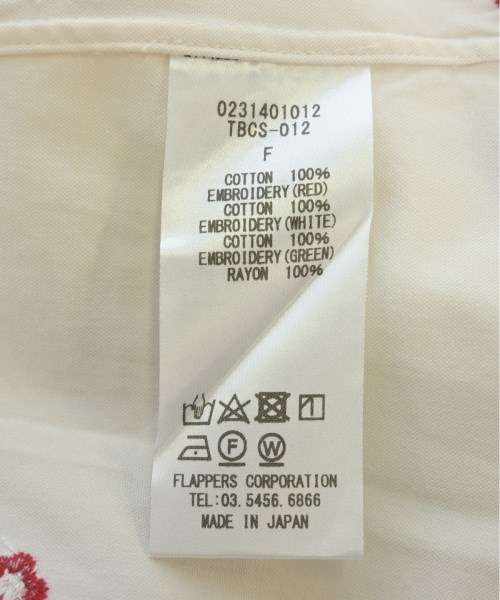 0231401012
TBCS-012
F
COTTON 100%
EMBROIDERY(RED)
COTTON 100%
EMBROIDERY(WHITE)
COTTON 100%
EMBROIDERY(GREEN)
RAYON 100%
F W
FLAPPERS CORPORATION
TEL:03.5456.6866
MADE IN JAPAN